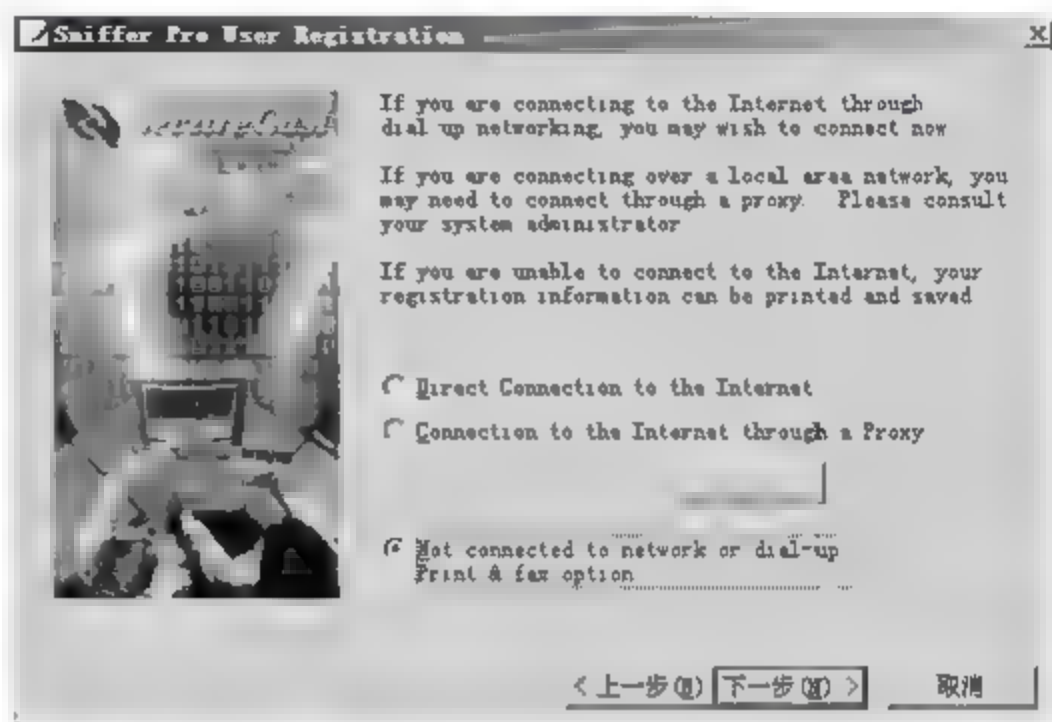 Sniffer Pro User Registration
If you are connecting to the Internet through
dial up networking, you may wish to connect now
If you are connecting over a local area network, you
may need to connect through a proxy. Please consult
your system administrator
If you are unable to connect to the Internet, your
registration information can be printed and saved
Direct Connection to the Internet
Connection to the Internet through a Proxy
Not connected to network or dial-up
Print & fax option
< 上一步(B) 下一步(N) > 取消